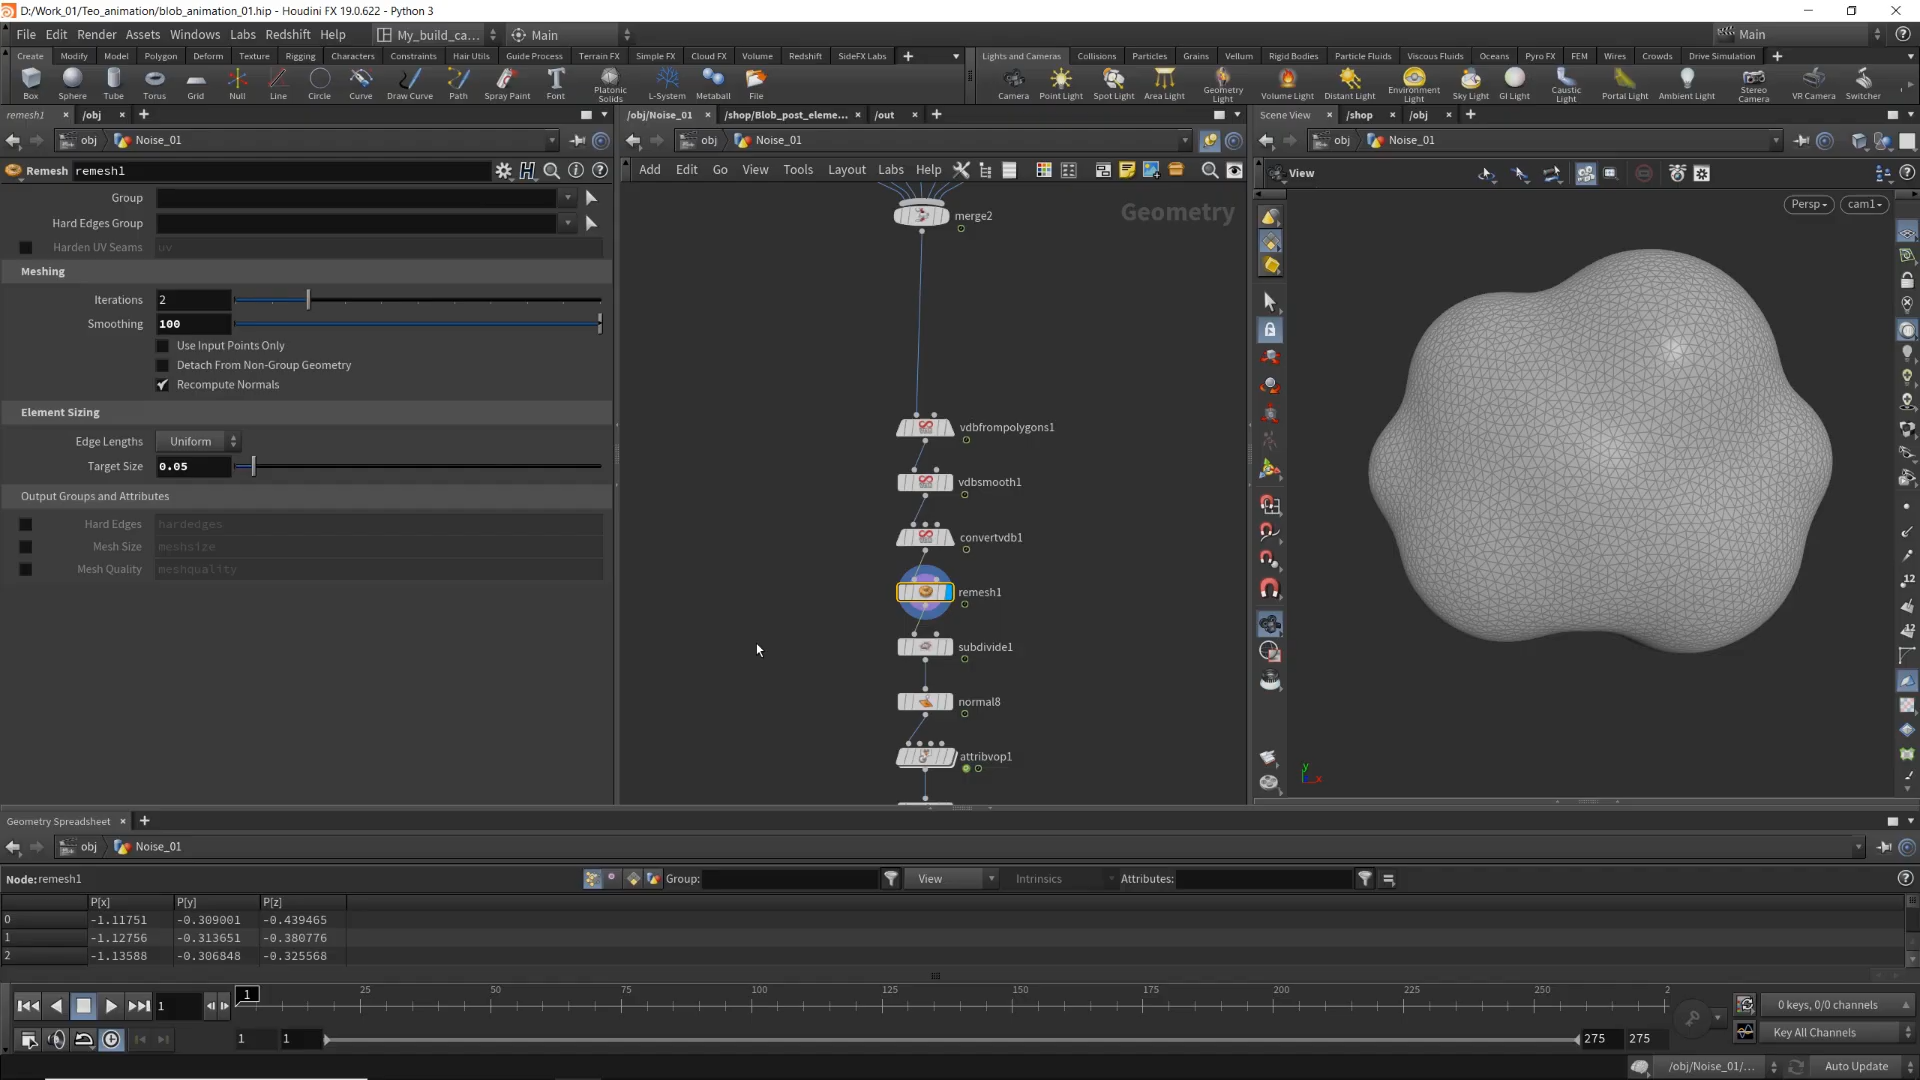 D:/Work_01/Teo_animation/blob_animation_01.hip - Houdini FX 19.0.622 - Python 3
File Edit Render Assets Windows Labs Redshift Help My_build_ca... Main Main
Create Modify Model Polygon Deform Texture Rigging Characters Constraints Hair Utils Guide Process Terrain FX Simple FX Cloud FX Volume Redshift SideFX Labs
Lights and Cameras Collisions Particles Grains Vellum Rigid Bodies Particle Fluids Viscous Fluids Oceans Pyro FX FEM Wires Crowds Drive Simulation
Box Sphere Tube Torus Grid Null Line Circle Curve Draw Curve Path Spray Paint Font Platonic Solids L-System Metaball File
Camera Point Light Spot Light Area Light Geometry Light Volume Light Distant Light Environment Light Sky Light GI Light Caustic Light Portal Light Ambient Light Stereo Camera VR Camera Switcher
remesh1 /obj
/obj/Noise_01 /shop/Blob_post_eleme... /out
Scene View /shop /obj
obj Noise_01
obj Noise_01
obj Noise_01
Remesh remesh1
Group
Hard Edges Group
Harden UV Seams uv
Meshing
Iterations 2
Smoothing 100
Use Input Points Only
Detach From Non-Group Geometry
Recompute Normals
Element Sizing
Edge Lengths Uniform
Target Size 0.05
Output Groups and Attributes
Hard Edges hardedges
Mesh Size meshsize
Mesh Quality meshquality
Add Edit Go View Tools Layout Labs Help
Geometry
merge2
vdbfrompolygons1
vdbsmooth1
convertvdb1
remesh1
subdivide1
normal8
attribvop1
View
Persp cam1
12
12
y
x
Geometry Spreadsheet
obj Noise_01
Node: remesh1 Group: View Intrinsics Attributes:
P[x] P[y] P[z]
0 -1.11751 -0.309001 -0.439465
1 -1.12756 -0.313651 -0.380776
2 -1.13588 -0.306848 -0.325568
1 1 25 50 75 100 125 150 175 200 225 250 2
0 keys, 0/0 channels
1 1 275 275 Key All Channels
/obj/Noise_01/... Auto Update